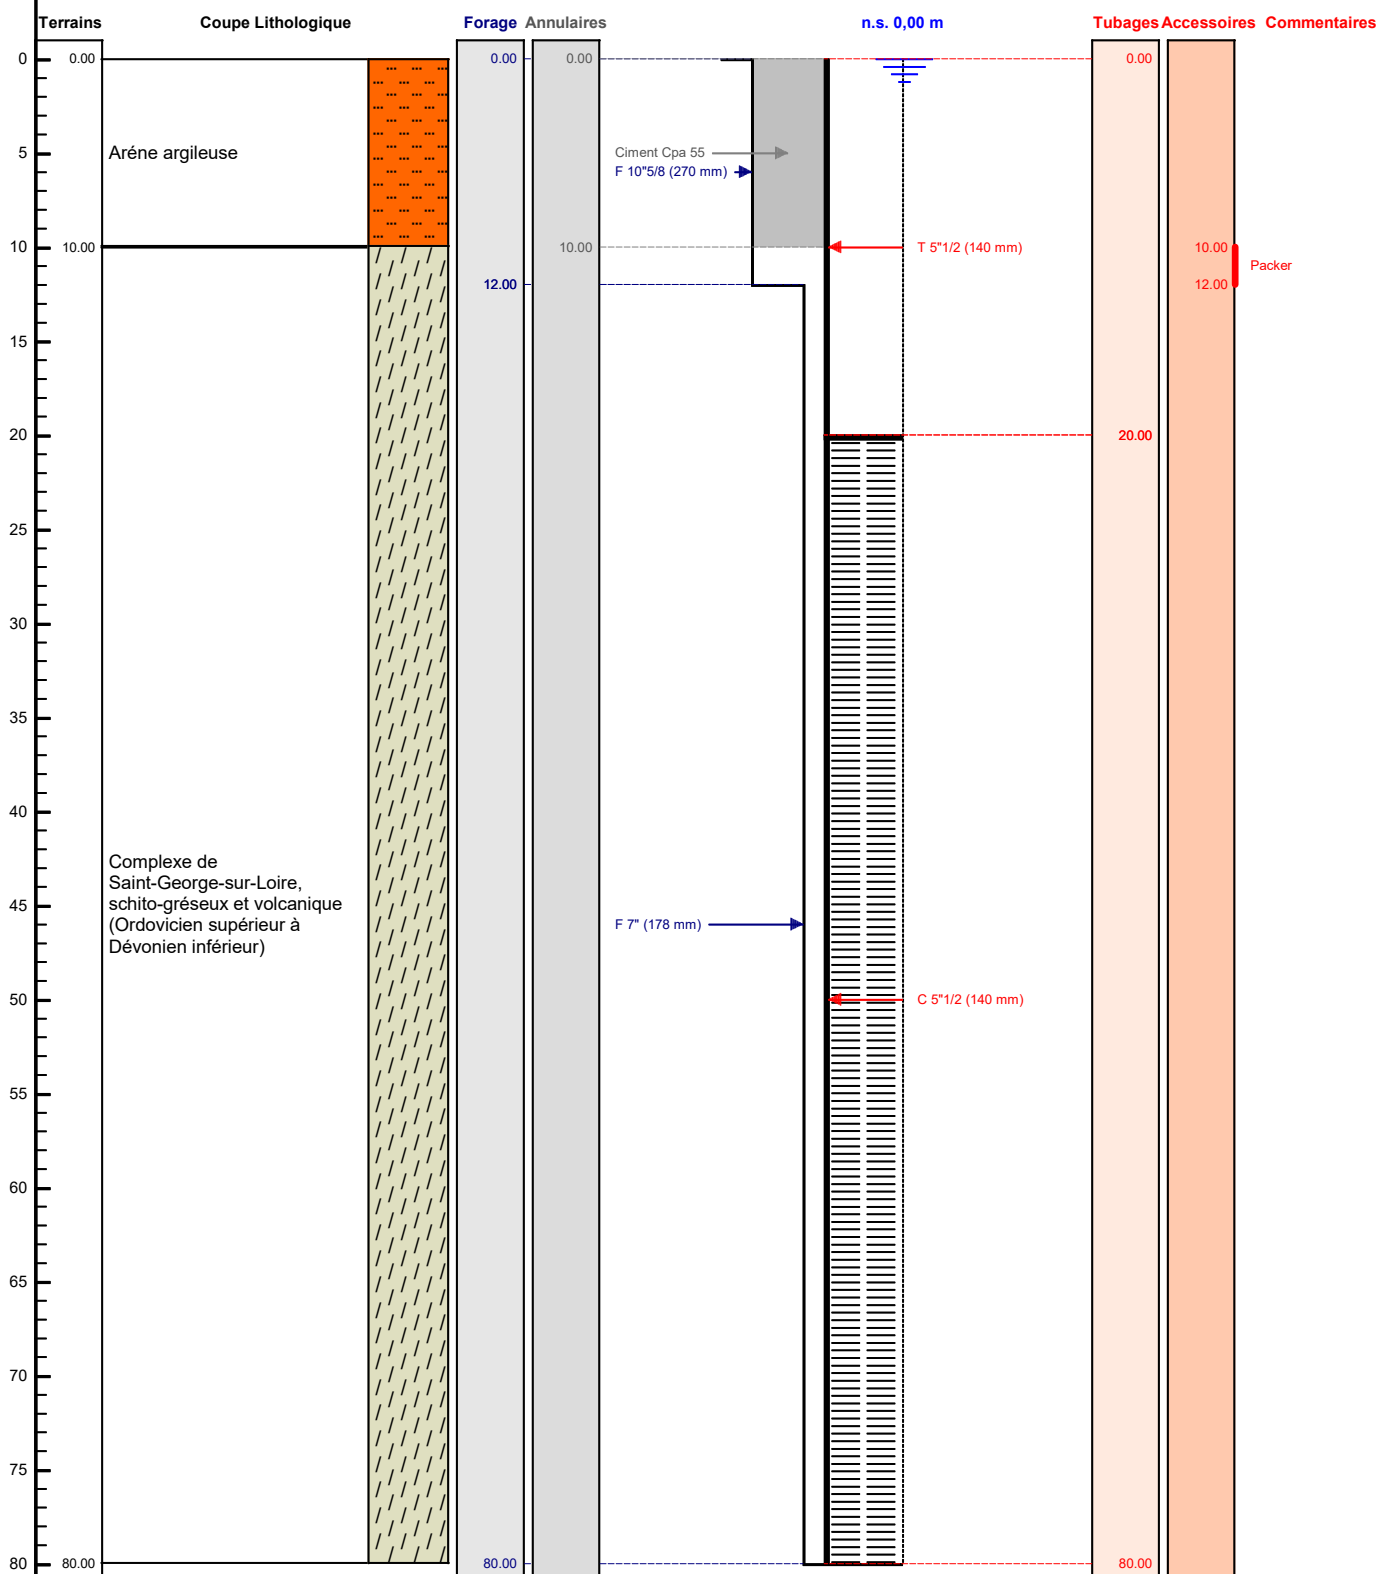 Terrains Coupe Lithologique Forage Annulaires n.s. 0,00 m Tubages Accessoires Commentaires
0 0.00 0.00 0.00 0.00
Aréne argileuse
5
Ciment Cpa 55
F 10"5/8 (270 mm)
10 10.00 10.00 T 5"1/2 (140 mm) 10.00
Packer
12.00 12.00
15
20 20.00
25
30
35
40
Complexe de
Saint-George-sur-Loire,
schito-gréseux et volcanique
(Ordovicien supérieur à
Dévonien inférieur)
45
F 7" (178 mm)
50 C 5"1/2 (140 mm)
55
60
65
70
75
80 80.00 80.00 80.00